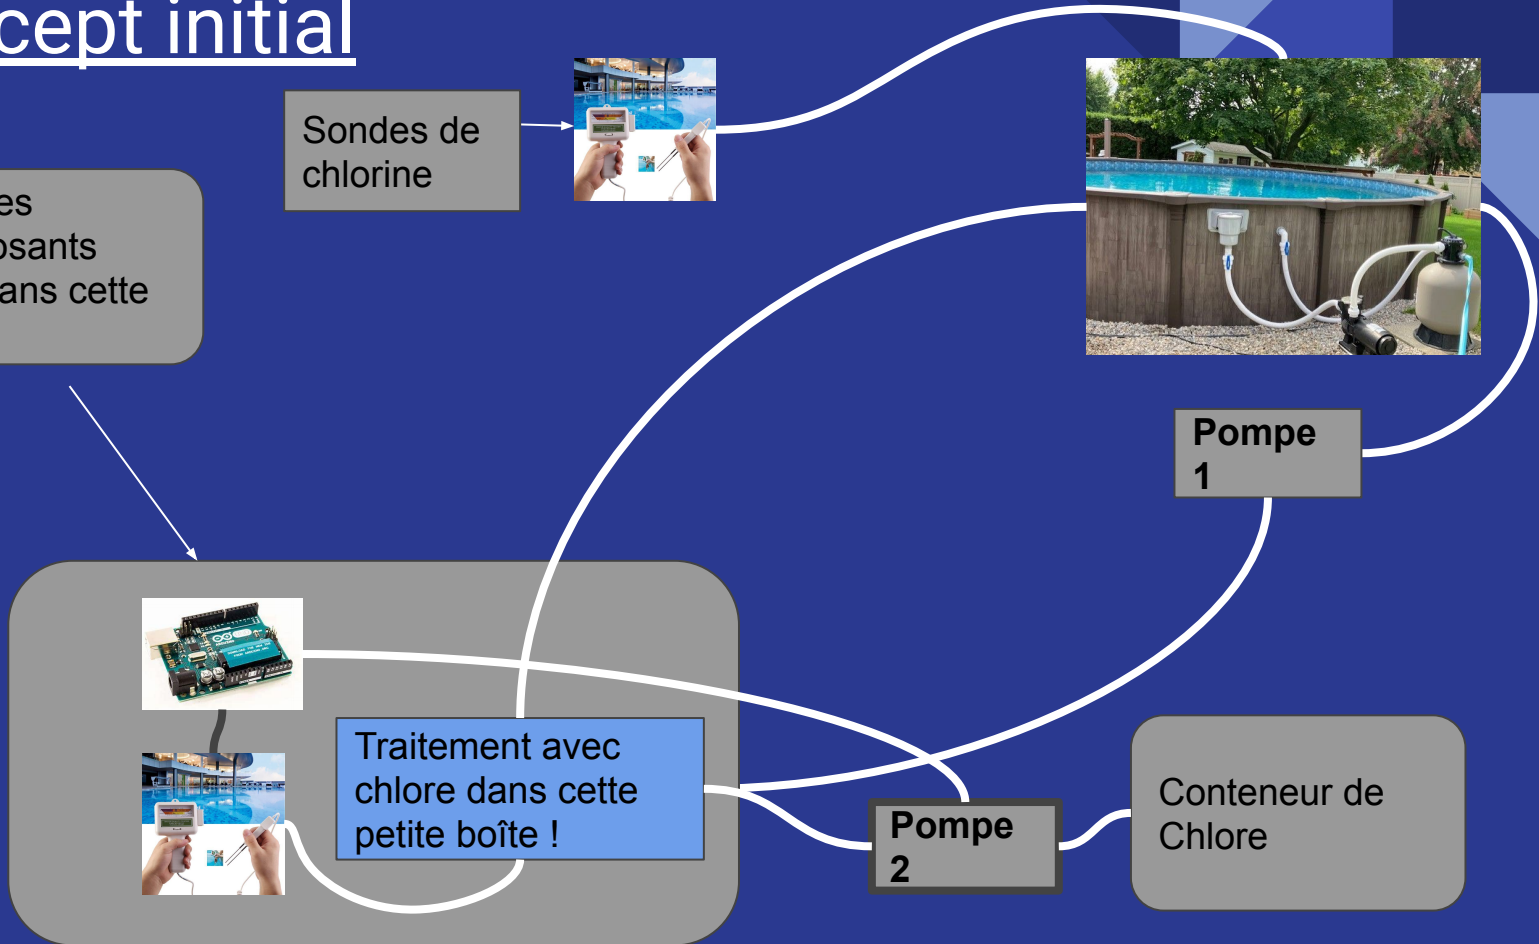 cept initial
Sondes de
chlorine
es
osants
ans cette
Pompe
1
Traitement avec
chlore dans cette
petite boîte !
Pompe
2
Conteneur de
Chlore